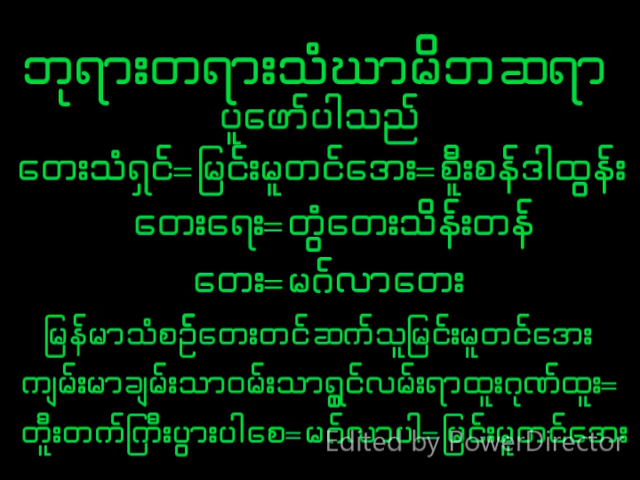 ဘုရားတရားသံဃာမိဘဆရာ
ပူဖော်ပါသည်
တေးသံရှင်=မြင်းမူတင်အေး=စူီးစန်ဒါထွန်း
တေးရေး=တွံတေးသိန်းတန်
တေး=မင်္ဂလာတေး
မြန်မာသံစဉ်တေးတင်ဆက်သူမြင်းမူတင်အေး
ကျမ်းမာချမ်းသာဝမ်းသာရွှင်လမ်းရာထူးဂုဏ်ထူး=
တူီးတက်ကြီးပွားပါစေ=မင်္ဂလာပါ=မြင်းမူတင်အေး
Edited by PowerDirector